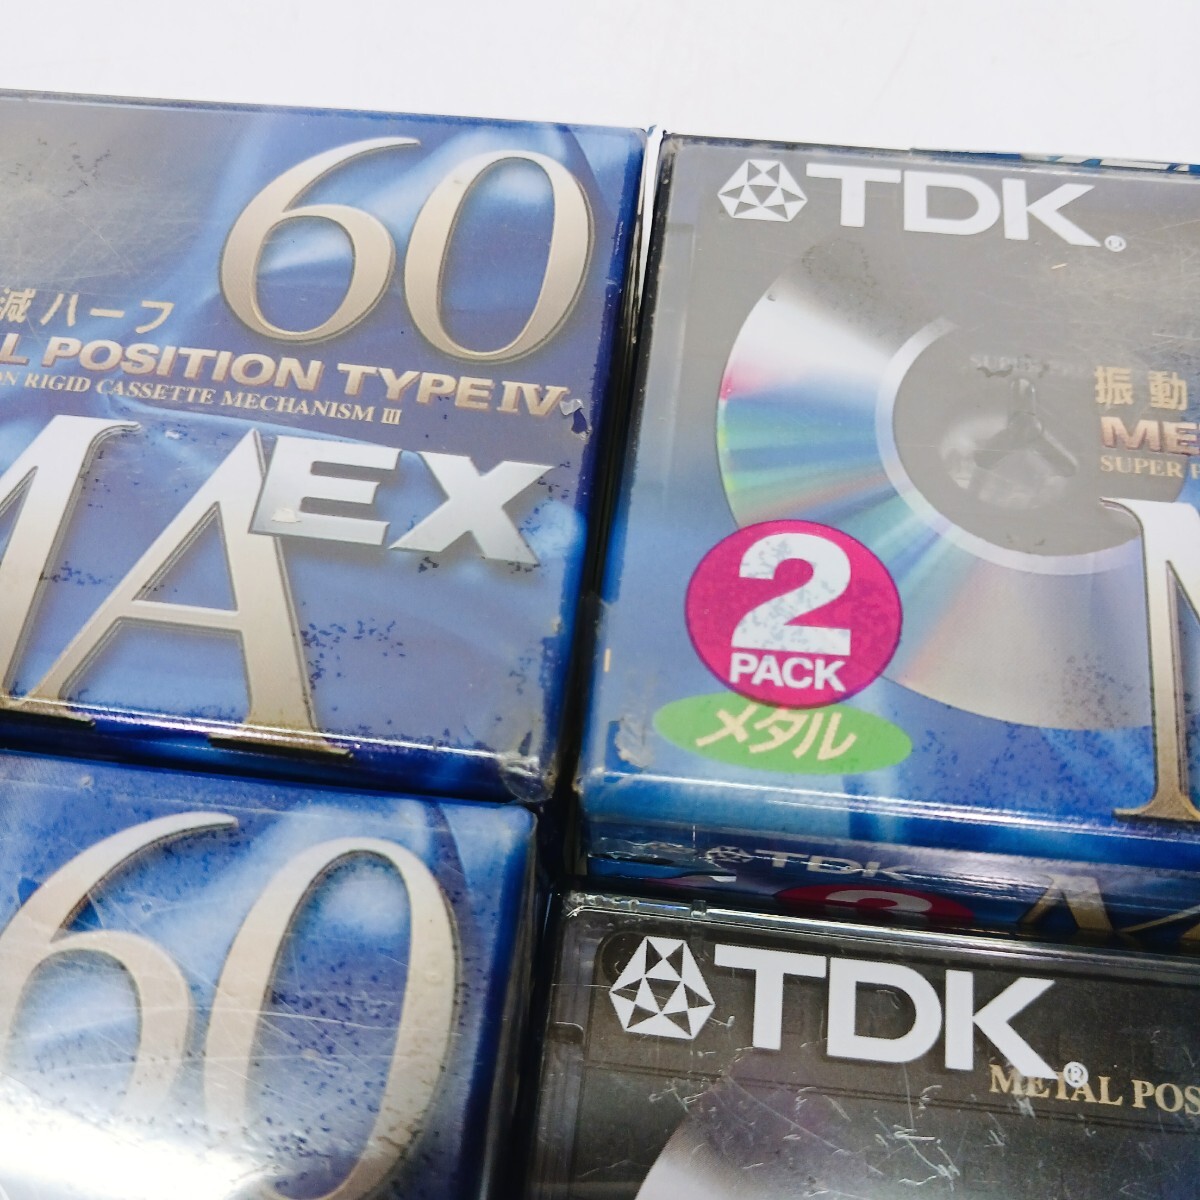 60
減ハーフ
L POSITION TYPE IV
ON RIGID CASSETTE MECHANISM III
MA EX
TDK®
振動
ME
SUPER P
2
PACK
メタル
TDK
60
TDK®
METAL POS